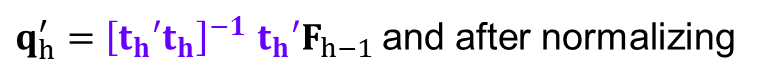 q′ₕ = [tₕ′tₕ]⁻¹ tₕ′Fₕ₋₁ and after normalizing